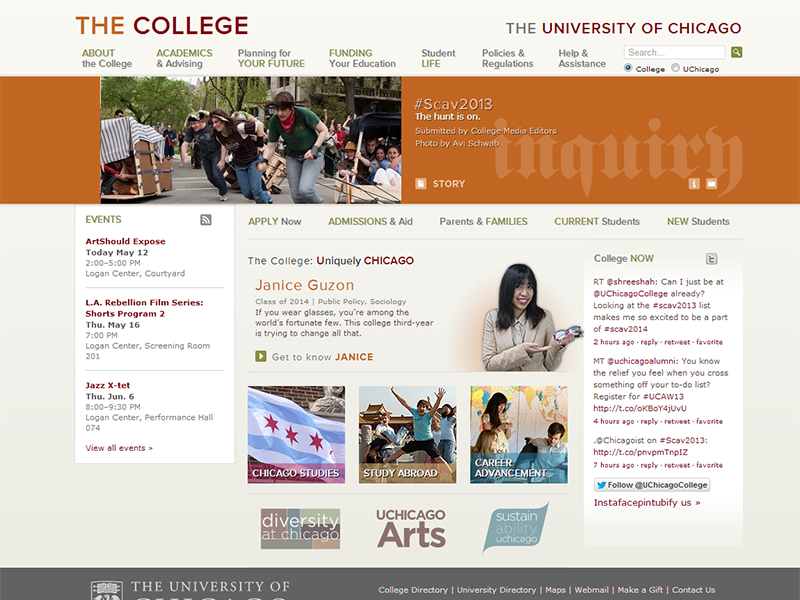 THE COLLEGE
THE UNIVERSITY OF CHICAGO
ABOUT
the College
ACADEMICS
& Advising
Planning for
YOUR FUTURE
FUNDING
Your Education
Student
LIFE
Policies &
Regulations
Help &
Assistance
Search...
College UChicago
#Scav2013
The hunt is on.
Submitted by College Media Editors
Photo by Avi Schwab
inquiry
STORY
EVENTS
ArtShould Expose
Today May 12
2:00–5:00 PM
Logan Center, Courtyard
L.A. Rebellion Film Series:
Shorts Program 2
Thu. May 16
7:00 PM
Logan Center, Screening Room
201
Jazz X-tet
Thu. Jun. 6
8:00–9:30 PM
Logan Center, Performance Hall
074
View all events »
APPLY Now
ADMISSIONS & Aid
Parents & FAMILIES
CURRENT Students
NEW Students
The College: Uniquely CHICAGO
Janice Guzon
Class of 2014 | Public Policy, Sociology
If you wear glasses, you're among the
world's fortunate few. This college third-year
is trying to change all that.
Get to know JANICE
CHICAGO STUDIES
STUDY ABROAD
CAREER
ADVANCEMENT
diversity
at chicago
UCHICAGO
Arts
sustain
ability
uchicago
College NOW
RT @shreeshah: Can I just be at
@UChicagoCollege already?
Looking at the #scav2013 list
makes me so excited to be a part
of #scav2014
2 hours ago · reply · retweet · favorite
MT @uchicagoalumni: You know
the relief you feel when you cross
something off your to-do list?
Register for #UCAW13
http://t.co/oKBoY4jUvU
4 hours ago · reply · retweet · favorite
.@Chicagoist on #Scav2013:
http://t.co/pnvpmTnpIZ
7 hours ago · reply · retweet · favorite
Follow @UChicagoCollege
Instafacepintubify us »
THE UNIVERSITY OF
CHICAGO
College Directory | University Directory | Maps | Webmail | Make a Gift | Contact Us